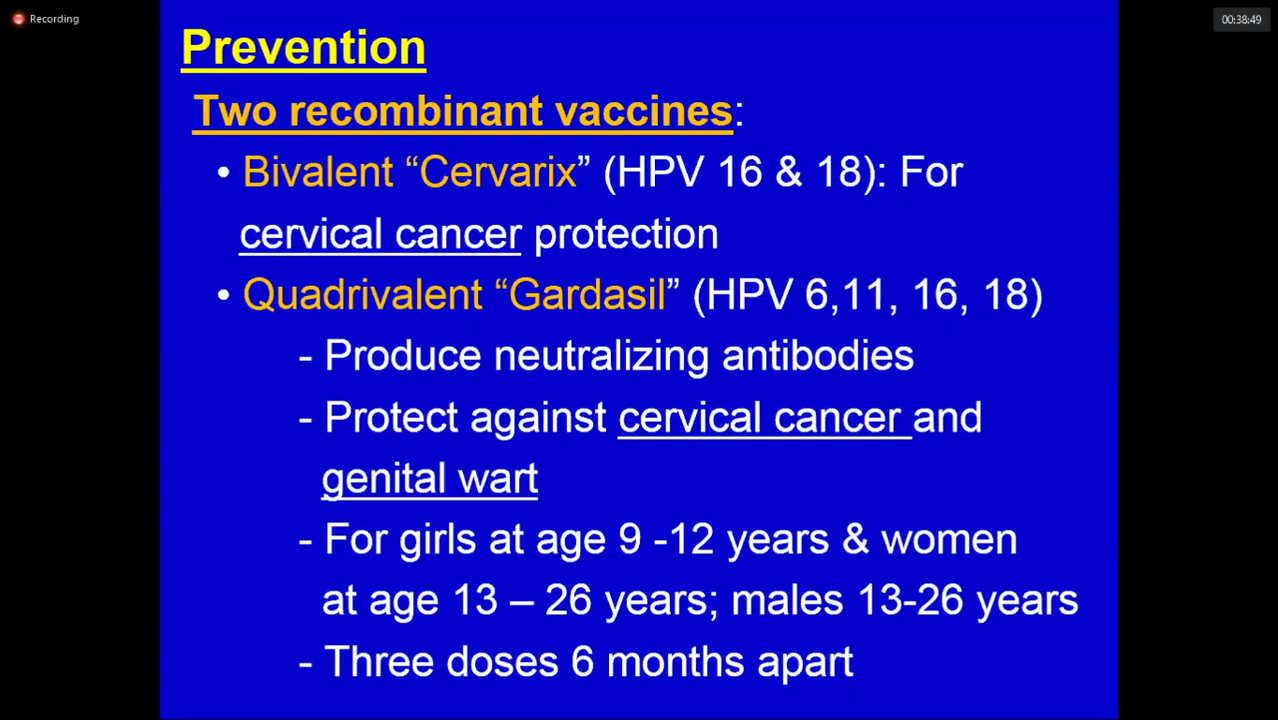 Recording
00:38:49
Prevention
Two recombinant vaccines:
• Bivalent “Cervarix” (HPV 16 & 18): For
cervical cancer protection
• Quadrivalent “Gardasil” (HPV 6,11, 16, 18)
- Produce neutralizing antibodies
- Protect against cervical cancer and
genital wart
- For girls at age 9 -12 years & women
at age 13 – 26 years; males 13-26 years
- Three doses 6 months apart